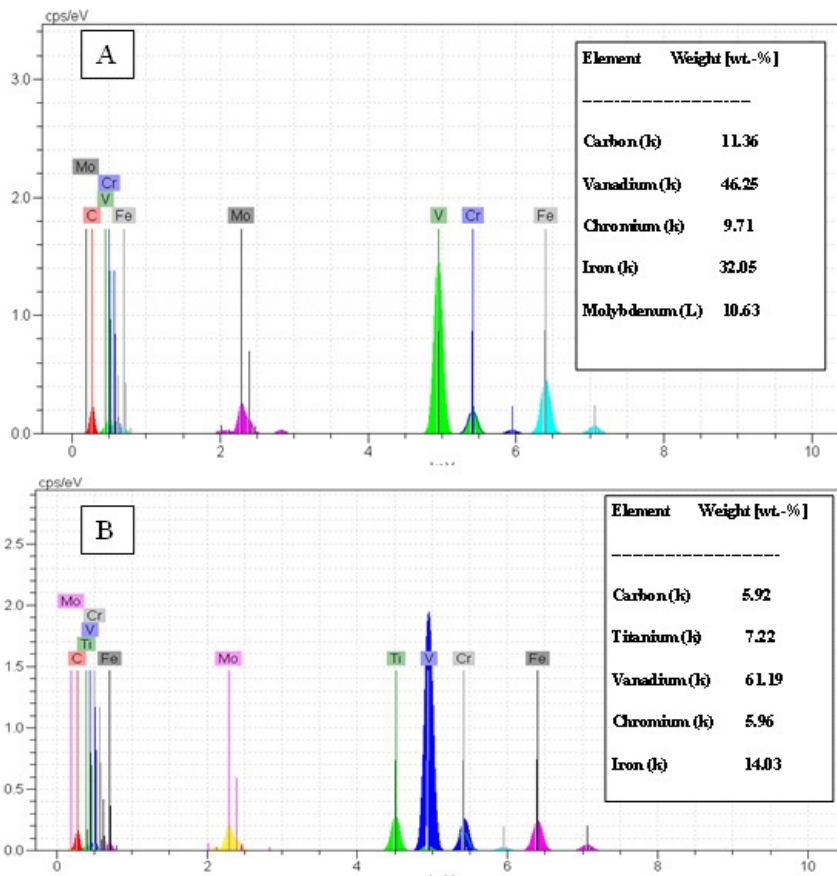 cps/eV
A
Element Weight [wt.-%]
--------------------------
Carbon (k) 11.36
Vanadium (k) 46.25
Chromium (k) 9.71
Iron (k) 32.05
Molybdenum (L) 10.63
3.0
2.0
1.0
0.0
Mo
Cr
V
C Fe Mo V Cr Fe
0 2 4 6 8 10
cps/eV
B
Element Weight [wt.-%]
--------------------------
Carbon (k) 5.92
Titanium (k) 7.22
Vanadium (k) 61.19
Chromium (k) 5.96
Iron (k) 14.03
2.5
2.0
1.5
1.0
0.5
0.0
Mo
Cr
V
Ti
C Fe Mo Ti V Cr Fe
0 2 4 6 8 10